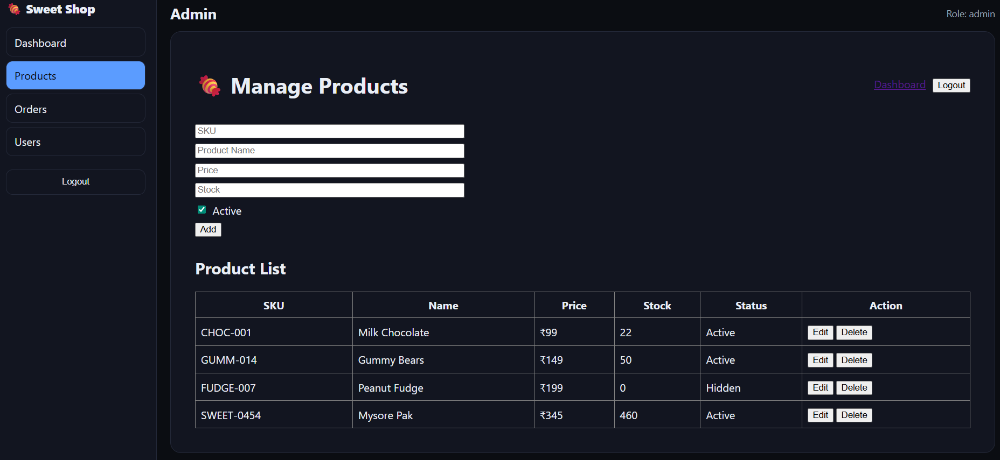 Sweet Shop
Dashboard
Products
Orders
Users
Logout
Admin
Role: admin
Manage Products
Dashboard Logout
SKU
Product Name
Price
Stock
Active
Add
Product List
SKU Name Price Stock Status Action
CHOC-001 Milk Chocolate ₹99 22 Active Edit Delete
GUMM-014 Gummy Bears ₹149 50 Active Edit Delete
FUDGE-007 Peanut Fudge ₹199 0 Hidden Edit Delete
SWEET-0454 Mysore Pak ₹345 460 Active Edit Delete